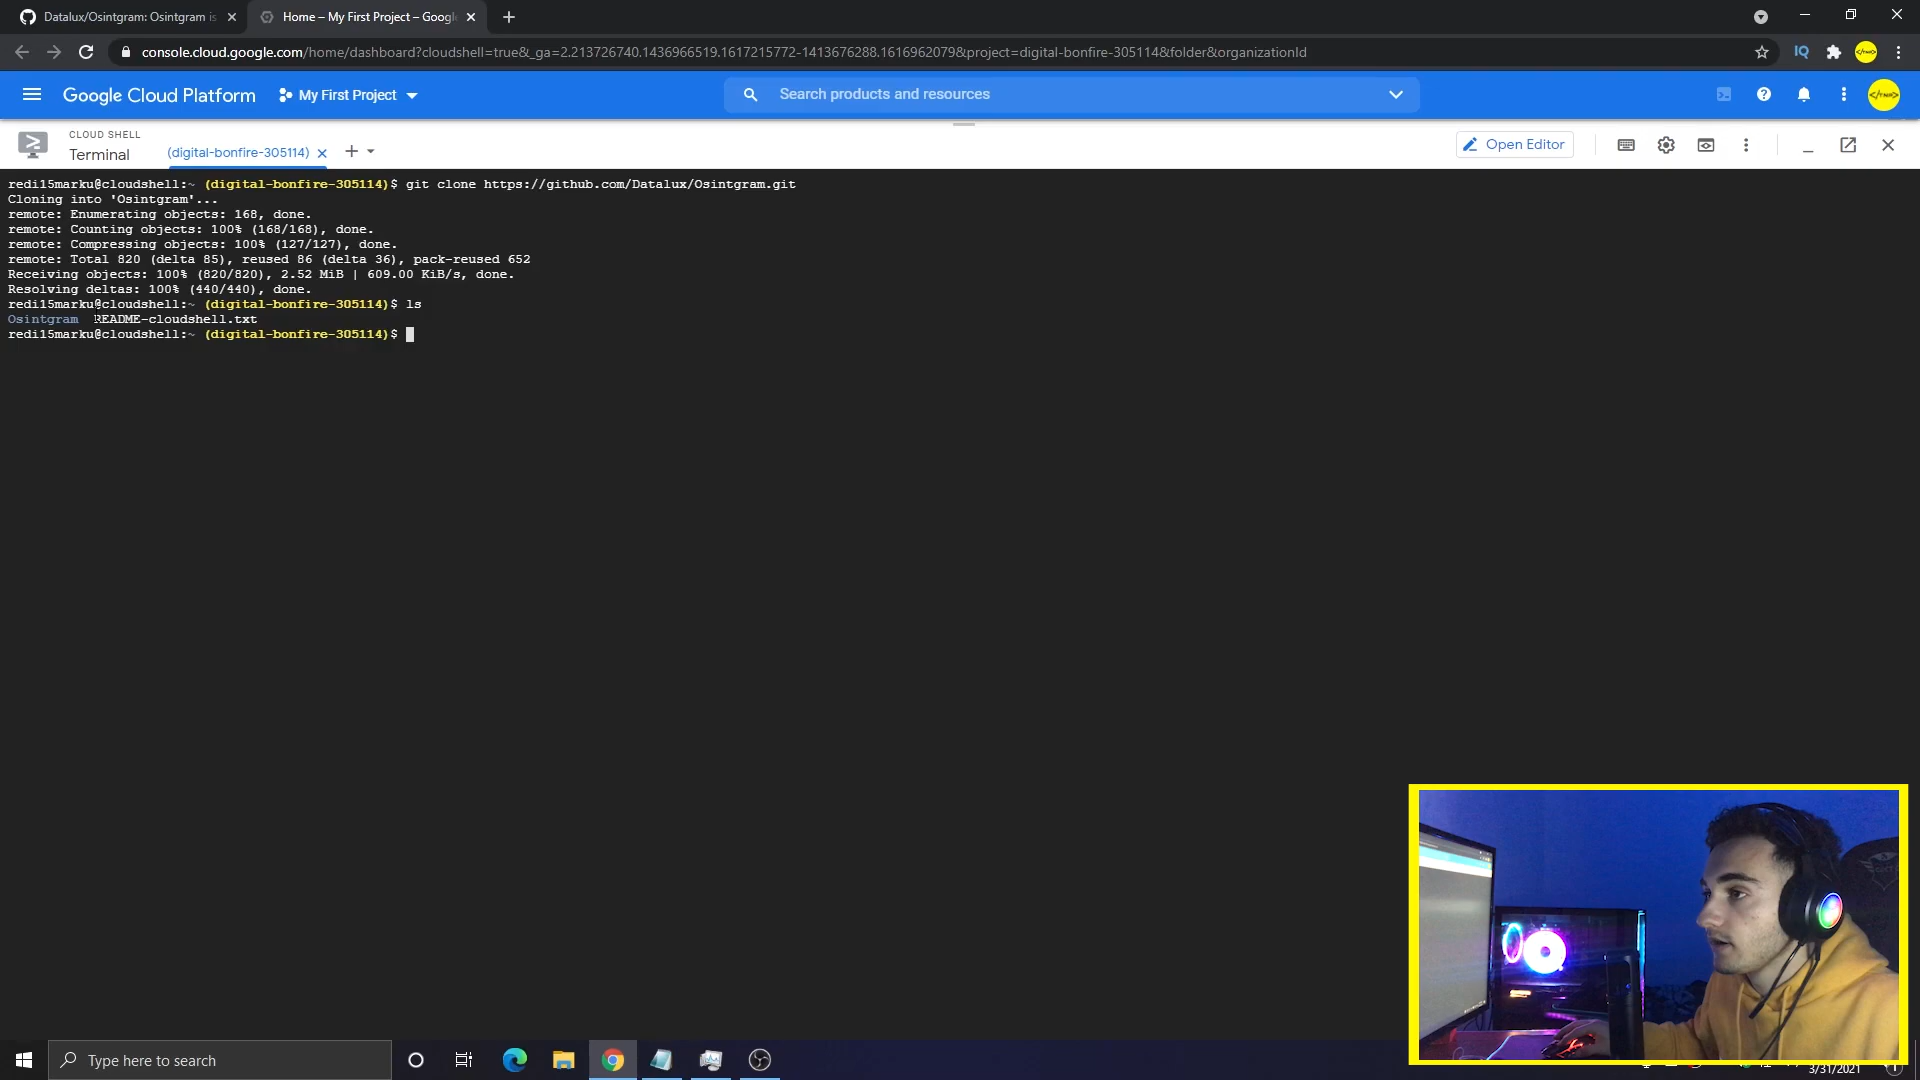 Datalux/Osintgram: Osintgram is
Home – My First Project – Google
console.cloud.google.com/home/dashboard?cloudshell=true&_ga=2.213726740.1436966519.1617215772-1413676288.1616962079&project=digital-bonfire-305114&folder&organizationId
IQ
Google Cloud Platform
My First Project
Search products and resources
CLOUD SHELL
Terminal
(digital-bonfire-305114)
Open Editor
redi15marku@cloudshell:~ (digital-bonfire-305114)$ git clone https://github.com/Datalux/Osintgram.git
Cloning into 'Osintgram'...
remote: Enumerating objects: 168, done.
remote: Counting objects: 100% (168/168), done.
remote: Compressing objects: 100% (127/127), done.
remote: Total 820 (delta 85), reused 86 (delta 36), pack-reused 652
Receiving objects: 100% (820/820), 2.52 MiB | 609.00 KiB/s, done.
Resolving deltas: 100% (440/440), done.
redi15marku@cloudshell:~ (digital-bonfire-305114)$ ls
Osintgram README-cloudshell.txt
redi15marku@cloudshell:~ (digital-bonfire-305114)$
Type here to search
3/31/2021